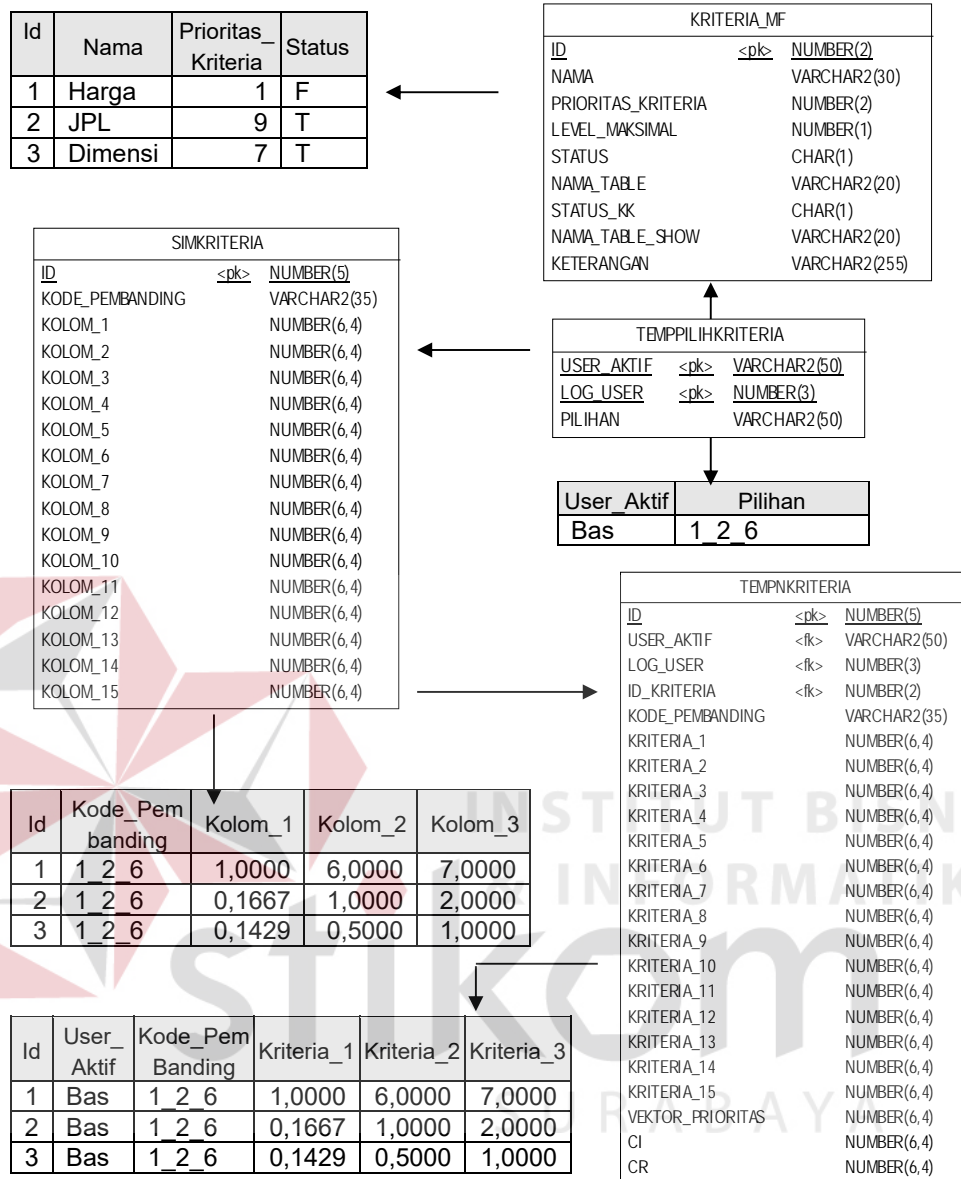 Id Nama Prioritas_ Kriteria Status
1 Harga 1 F
2 JPL 9 T
3 Dimensi 7 T
KRITERIA_MF
ID <pk> NUMBER(2)
NAMA VARCHAR2(30)
PRIORITAS_KRITERIA NUMBER(2)
LEVEL_MAKSIMAL NUMBER(1)
STATUS CHAR(1)
NAMA_TABLE VARCHAR2(20)
STATUS_KK CHAR(1)
NAMA_TABLE_SHOW VARCHAR2(20)
KETERANGAN VARCHAR2(255)
SIMKRITERIA
ID <pk> NUMBER(5)
KODE_PEMBANDING VARCHAR2(35)
KOLOM_1 NUMBER(6,4)
KOLOM_2 NUMBER(6,4)
KOLOM_3 NUMBER(6,4)
KOLOM_4 NUMBER(6,4)
KOLOM_5 NUMBER(6,4)
KOLOM_6 NUMBER(6,4)
KOLOM_7 NUMBER(6,4)
KOLOM_8 NUMBER(6,4)
KOLOM_9 NUMBER(6,4)
KOLOM_10 NUMBER(6,4)
KOLOM_11 NUMBER(6,4)
KOLOM_12 NUMBER(6,4)
KOLOM_13 NUMBER(6,4)
KOLOM_14 NUMBER(6,4)
KOLOM_15 NUMBER(6,4)
TEMPPILIHKRITERIA
USER_AKTIF <pk> VARCHAR2(50)
LOG_USER <pk> NUMBER(3)
PILIHAN VARCHAR2(50)
User_Aktif Pilihan
Bas 1_2_6
TEMPNKRITERIA
ID <pk> NUMBER(5)
USER_AKTIF <fk> VARCHAR2(50)
LOG_USER <fk> NUMBER(3)
ID_KRITERIA <fk> NUMBER(2)
KODE_PEMBANDING VARCHAR2(35)
KRITERIA_1 NUMBER(6,4)
KRITERIA_2 NUMBER(6,4)
KRITERIA_3 NUMBER(6,4)
KRITERIA_4 NUMBER(6,4)
KRITERIA_5 NUMBER(6,4)
KRITERIA_6 NUMBER(6,4)
KRITERIA_7 NUMBER(6,4)
KRITERIA_8 NUMBER(6,4)
KRITERIA_9 NUMBER(6,4)
KRITERIA_10 NUMBER(6,4)
KRITERIA_11 NUMBER(6,4)
KRITERIA_12 NUMBER(6,4)
KRITERIA_13 NUMBER(6,4)
KRITERIA_14 NUMBER(6,4)
KRITERIA_15 NUMBER(6,4)
VEKTOR_PRIORITAS NUMBER(6,4)
CI NUMBER(6,4)
CR NUMBER(6,4)
Id Kode_Pem banding Kolom_1 Kolom_2 Kolom_3
1 1_2_6 1,0000 6,0000 7,0000
2 1_2_6 0,1667 1,0000 2,0000
3 1_2_6 0,1429 0,5000 1,0000
Id User_ Aktif Kode_Pem Banding Kriteria_1 Kriteria_2 Kriteria_3
1 Bas 1_2_6 1,0000 6,0000 7,0000
2 Bas 1_2_6 0,1667 1,0000 2,0000
3 Bas 1_2_6 0,1429 0,5000 1,0000
INSTITUT BISN
& INFORMATIK
stikom
SURABAYA